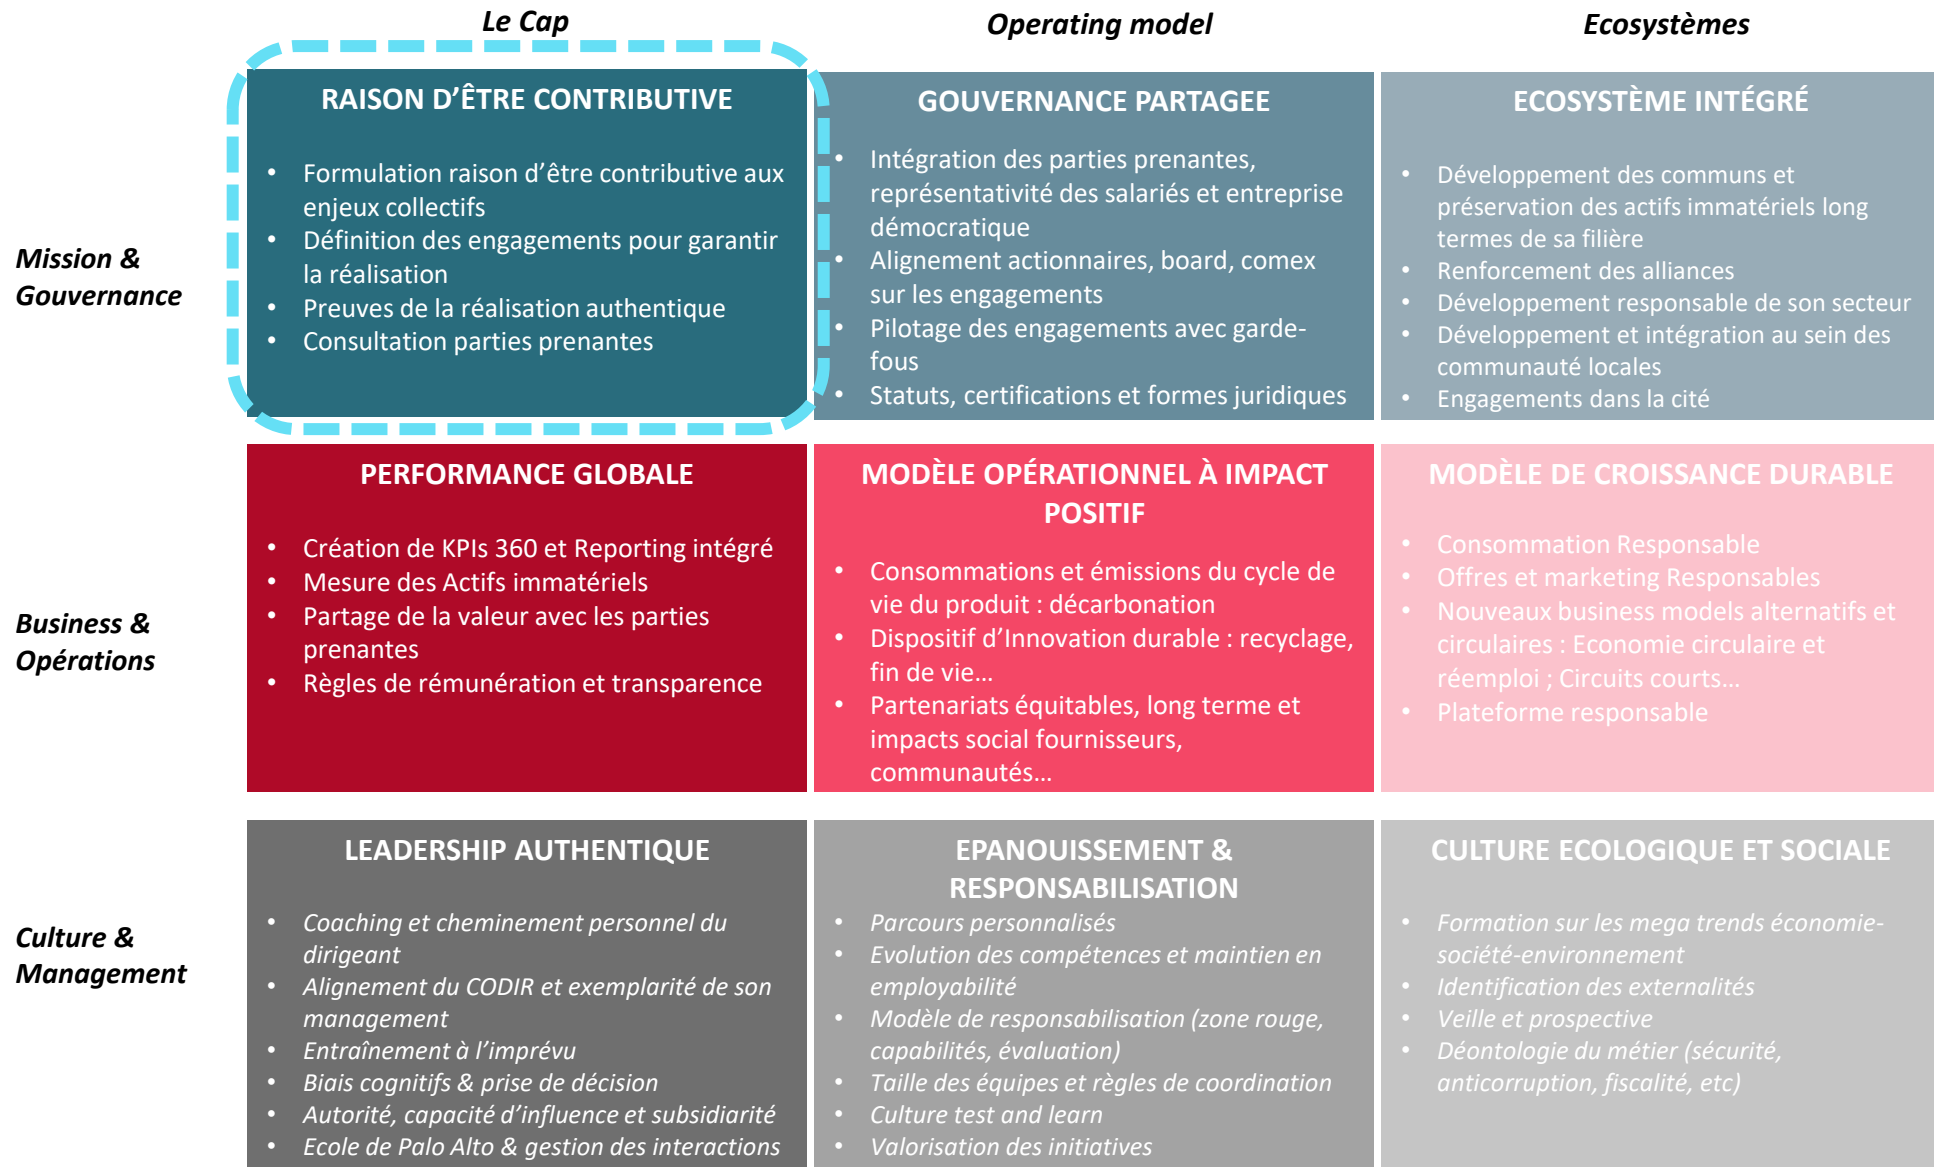 Le Cap
Operating model
Ecosystèmes
Mission &
Gouvernance
RAISON D’ÊTRE CONTRIBUTIVE
• Formulation raison d’être contributive aux
enjeux collectifs
• Définition des engagements pour garantir
la réalisation
• Preuves de la réalisation authentique
• Consultation parties prenantes
GOUVERNANCE PARTAGEE
• Intégration des parties prenantes,
représentativité des salariés et entreprise
démocratique
• Alignement actionnaires, board, comex
sur les engagements
• Pilotage des engagements avec garde-
fous
• Statuts, certifications et formes juridiques
ECOSYSTÈME INTÉGRÉ
• Développement des communs et
préservation des actifs immatériels long
termes de sa filière
• Renforcement des alliances
• Développement responsable de son secteur
• Développement et intégration au sein des
communauté locales
• Engagements dans la cité
Business &
Opérations
PERFORMANCE GLOBALE
• Création de KPIs 360 et Reporting intégré
• Mesure des Actifs immatériels
• Partage de la valeur avec les parties
prenantes
• Règles de rémunération et transparence
MODÈLE OPÉRATIONNEL À IMPACT
POSITIF
• Consommations et émissions du cycle de
vie du produit : décarbonation
• Dispositif d’Innovation durable : recyclage,
fin de vie…
• Partenariats équitables, long terme et
impacts social fournisseurs,
communautés…
MODÈLE DE CROISSANCE DURABLE
• Consommation Responsable
• Offres et marketing Responsables
• Nouveaux business models alternatifs et
circulaires : Economie circulaire et
réemploi ; Circuits courts…
• Plateforme responsable
Culture &
Management
LEADERSHIP AUTHENTIQUE
• Coaching et cheminement personnel du
dirigeant
• Alignement du CODIR et exemplarité de son
management
• Entraînement à l’imprévu
• Biais cognitifs & prise de décision
• Autorité, capacité d’influence et subsidiarité
• Ecole de Palo Alto & gestion des interactions
EPANOUISSEMENT &
RESPONSABILISATION
• Parcours personnalisés
• Evolution des compétences et maintien en
employabilité
• Modèle de responsabilisation (zone rouge,
capabilités, évaluation)
• Taille des équipes et règles de coordination
• Culture test and learn
• Valorisation des initiatives
CULTURE ECOLOGIQUE ET SOCIALE
• Formation sur les mega trends économie-
société-environnement
• Identification des externalités
• Veille et prospective
• Déontologie du métier (sécurité,
anticorruption, fiscalité, etc)